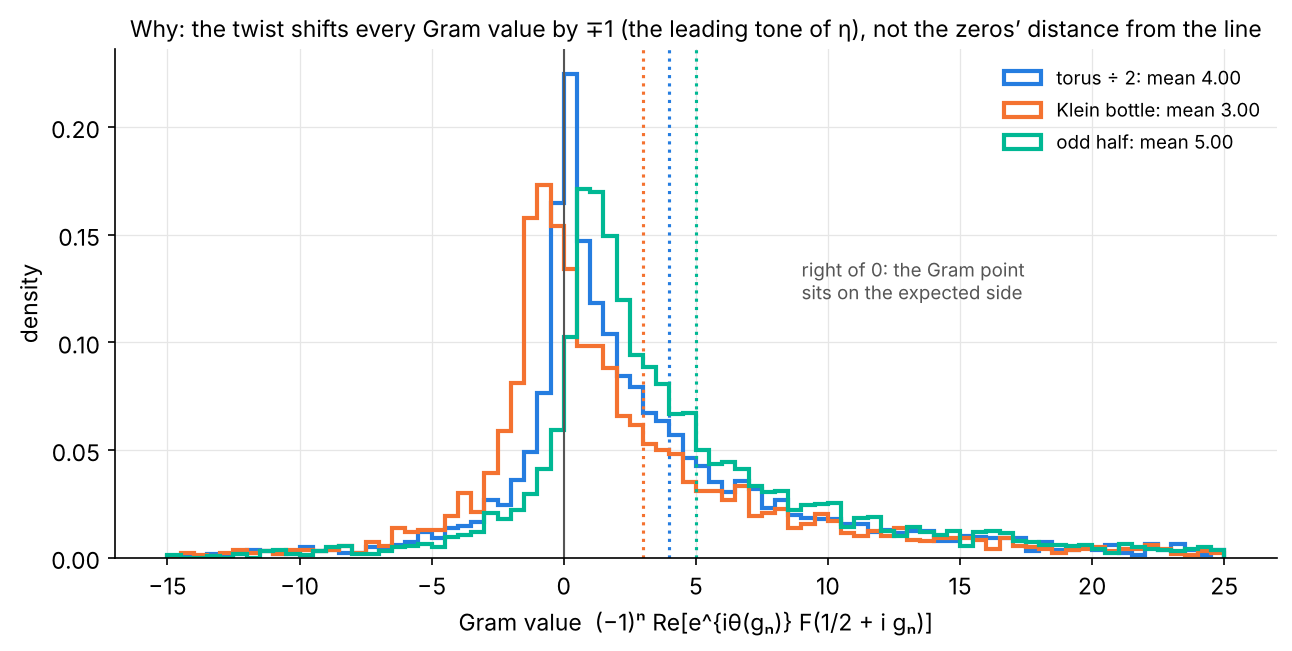 Why: the twist shifts every Gram value by ∓1 (the leading tone of η), not the zeros’ distance from the line
torus ÷ 2: mean 4.00
Klein bottle: mean 3.00
odd half: mean 5.00
right of 0: the Gram point
sits on the expected side
density
0.20
0.15
0.10
0.05
0.00
−15 −10 −5 0 5 10 15 20 25
Gram value (−1)ⁿ Re[e^{iθ(gₙ)} F(1/2 + i gₙ)]